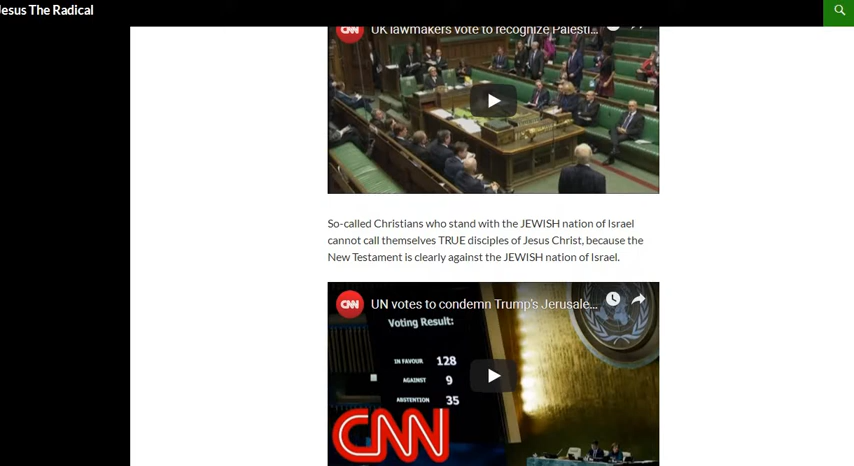 Jesus The Radical
CNN UK lawmakers vote to recognize Palesti...
So-called Christians who stand with the JEWISH nation of Israel
cannot call themselves TRUE disciples of Jesus Christ, because the
New Testament is clearly against the JEWISH nation of Israel.
CNN UN votes to condemn Trump's Jerusale...
Voting Result:
IN FAVOUR 128
AGAINST 9
ABSTENTION 35
CNN